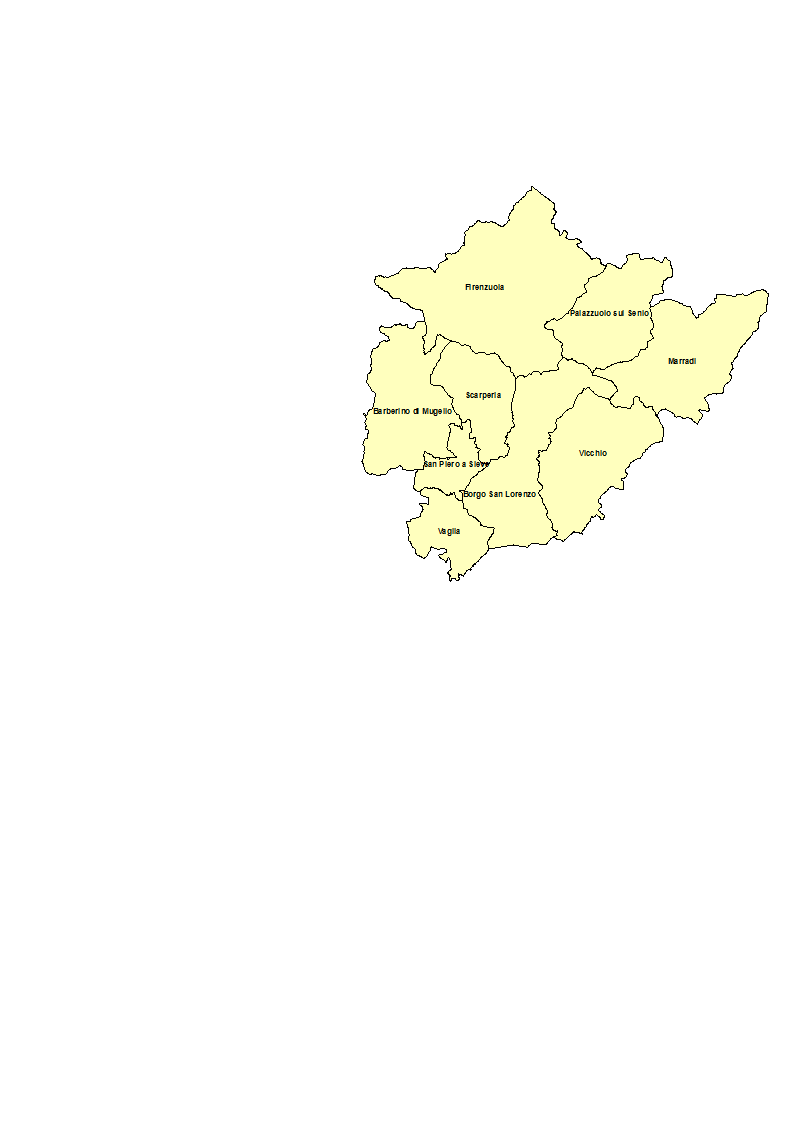 Firenzuola
Palazzuolo sul Senio
Marradi
Scarperia
Barberino di Mugello
Vicchio
San Piero a Sieve
Borgo San Lorenzo
Vaglia